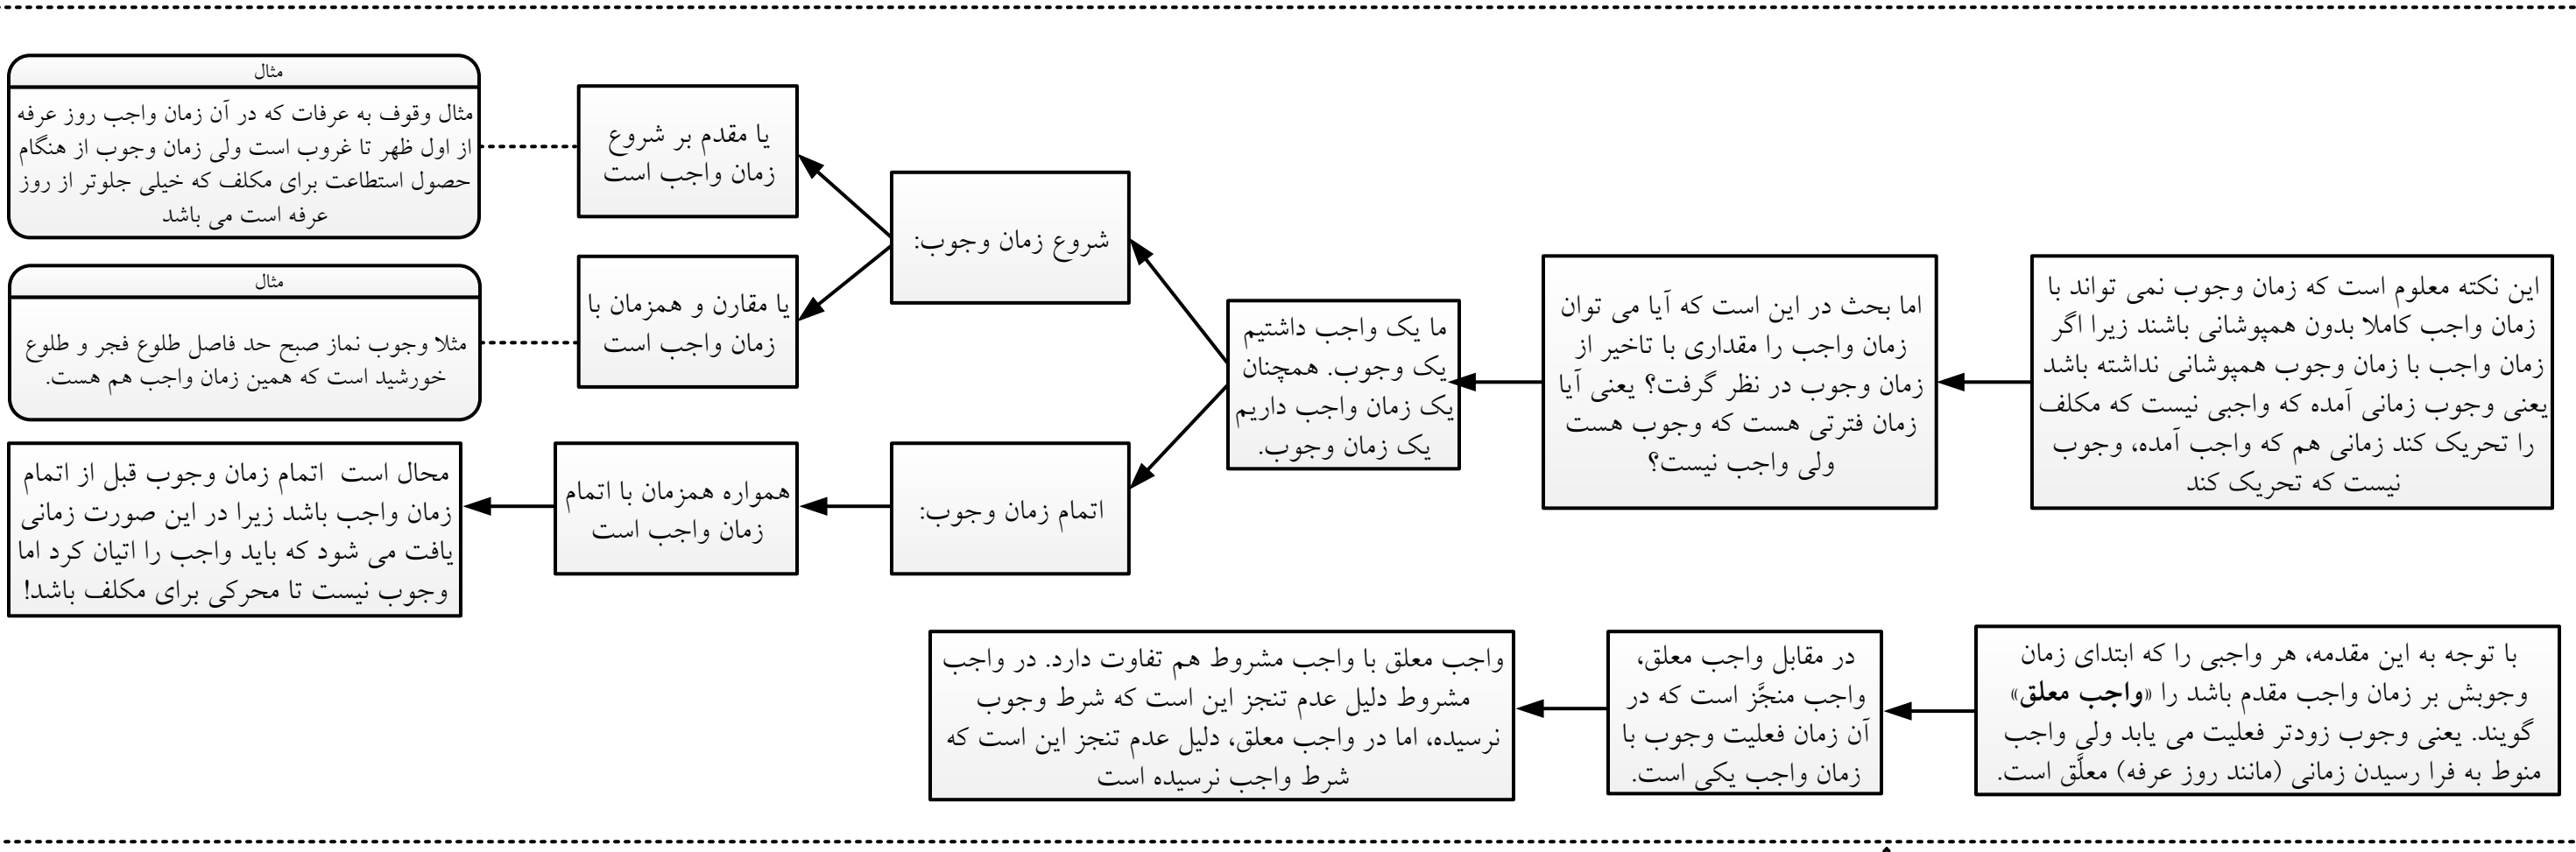 این نکته معلوم است که زمان وجوب نمی تواند با
زمان واجب کاملا بدون همپوشانی باشند زیرا اگر
زمان واجب با زمان وجوب همپوشانی نداشته باشد
یعنی وجوب زمانی آمده که واجبی نیست که مکلف
را تحریک کند زمانی هم که واجب آمده، وجوب
نیست که تحریک کند
اما بحث در این است که آیا می توان
زمان واجب را مقداری با تاخیر از
زمان وجوب در نظر گرفت؟ یعنی آیا
زمان فترتی هست که وجوب هست
ولی واجب نیست؟
ما یک واجب داشتیم
یک وجوب. همچنان
یک زمان واجب داریم
یک زمان وجوب.
شروع زمان وجوب:
یا مقدم بر شروع
زمان واجب است
مثال
مثال وقوف به عرفات که در آن زمان واجب روز عرفه
از اول ظهر تا غروب است ولی زمان وجوب از هنگام
حصول استطاعت برای مکلف که خیلی جلوتر از روز
عرفه است می باشد
یا مقارن و همزمان با
زمان واجب است
مثال
مثلا وجوب نماز صبح حد فاصل طلوع فجر و طلوع
خورشید است که همین زمان واجب هم هست.
اتمام زمان وجوب:
همواره همزمان با اتمام
زمان واجب است
محال است اتمام زمان وجوب قبل از اتمام
زمان واجب باشد زیرا در این صورت زمانی
یافت می شود که باید واجب را اتیان کرد اما
وجوب نیست تا محرکی برای مکلف باشد!
با توجه به این مقدمه، هر واجبی را که ابتدای زمان
وجوبش بر زمان واجب مقدم باشد را «واجب معلق»
گویند. یعنی وجوب زودتر فعلیت می یابد ولی واجب
منوط به فرا رسیدن زمانی (مانند روز عرفه) معلَّق است.
در مقابل واجب معلق،
واجب منجَّز است که در
آن زمان فعلیت وجوب با
زمان واجب یکی است.
واجب معلق با واجب مشروط هم تفاوت دارد. در واجب
مشروط دلیل عدم تنجز این است که شرط وجوب
نرسیده، اما در واجب معلق، دلیل عدم تنجز این است که
شرط واجب نرسیده است